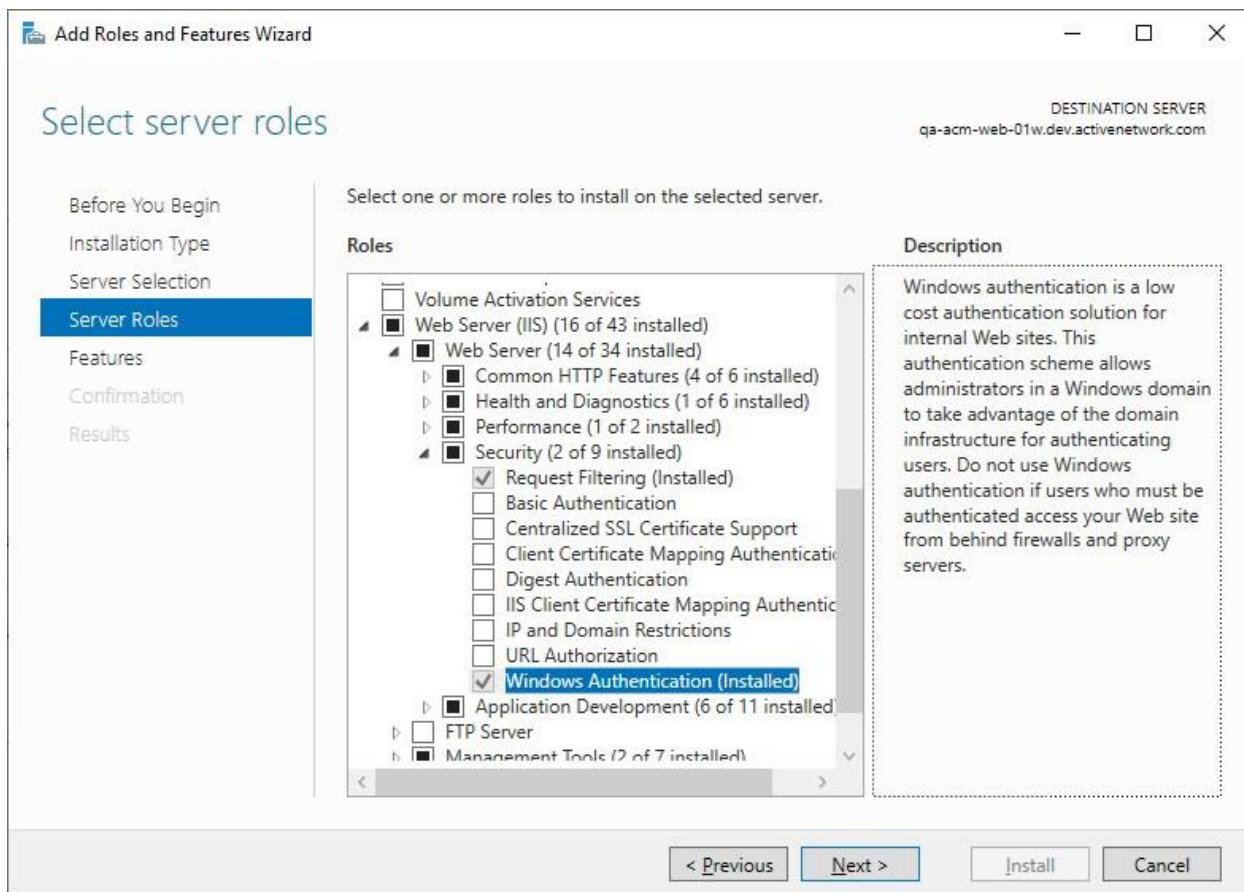 Add Roles and Features Wizard
Select server roles
DESTINATION SERVER
qa-acm-web-01w.dev.activenetwork.com
Before You Begin
Installation Type
Server Selection
Server Roles
Features
Confirmation
Results
Select one or more roles to install on the selected server.
Roles
Volume Activation Services
Web Server (IIS) (16 of 43 installed)
Web Server (14 of 34 installed)
Common HTTP Features (4 of 6 installed)
Health and Diagnostics (1 of 6 installed)
Performance (1 of 2 installed)
Security (2 of 9 installed)
Request Filtering (Installed)
Basic Authentication
Centralized SSL Certificate Support
Client Certificate Mapping Authenticatio
Digest Authentication
IIS Client Certificate Mapping Authentic
IP and Domain Restrictions
URL Authorization
Windows Authentication (Installed)
Application Development (6 of 11 installed)
FTP Server
Management Tools (2 of 7 installed)
Description
Windows authentication is a low
cost authentication solution for
internal Web sites. This
authentication scheme allows
administrators in a Windows domain
to take advantage of the domain
infrastructure for authenticating
users. Do not use Windows
authentication if users who must be
authenticated access your Web site
from behind firewalls and proxy
servers.
< Previous
Next >
Install
Cancel